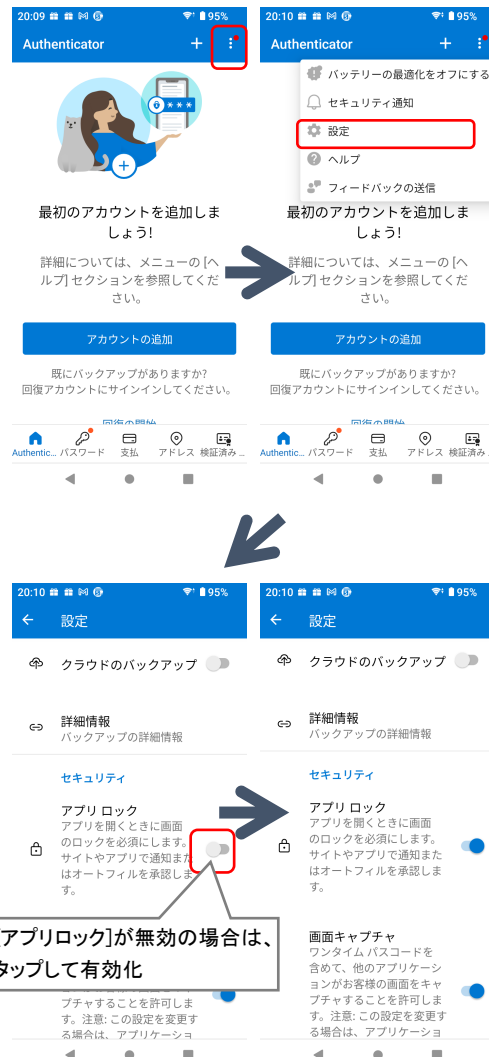 20:09
95%
Authenticator
最初のアカウントを追加しま
しょう!
詳細については、メニューの [ヘ
ルプ] セクションを参照してくだ
さい。
アカウントの追加
既にバックアップがありますか?
回復アカウントにサインインしてください。
回復の開始
Authentic... パスワード 支払 アドレス 検証済み ...
20:10
95%
Authenticator
バッテリーの最適化をオフにする
セキュリティ通知
設定
ヘルプ
フィードバックの送信
最初のアカウントを追加しま
しょう!
詳細については、メニューの [ヘ
ルプ] セクションを参照してくだ
さい。
アカウントの追加
既にバックアップがありますか?
回復アカウントにサインインしてください。
回復の開始
Authentic... パスワード 支払 アドレス 検証済み
20:10
95%
設定
クラウドのバックアップ
詳細情報
バックアップの詳細情報
セキュリティ
アプリ ロック
アプリを開くときに画面
のロックを必須にします。
サイトやアプリで通知また
はオートフィルを承認しま
す。
[アプリロック]が無効の場合は、
タップして有効化
プチャすることを許可しま
す。注意: この設定を変更す
る場合は、アプリケーショ
20:10
95%
設定
クラウドのバックアップ
詳細情報
バックアップの詳細情報
セキュリティ
アプリ ロック
アプリを開くときに画面
のロックを必須にします。
サイトやアプリで通知また
はオートフィルを承認しま
す。
画面キャプチャ
ワンタイム パスコードを
含めて、他のアプリケーシ
ョンがお客様の画面をキャ
プチャすることを許可しま
す。注意: この設定を変更す
る場合は、アプリケーショ